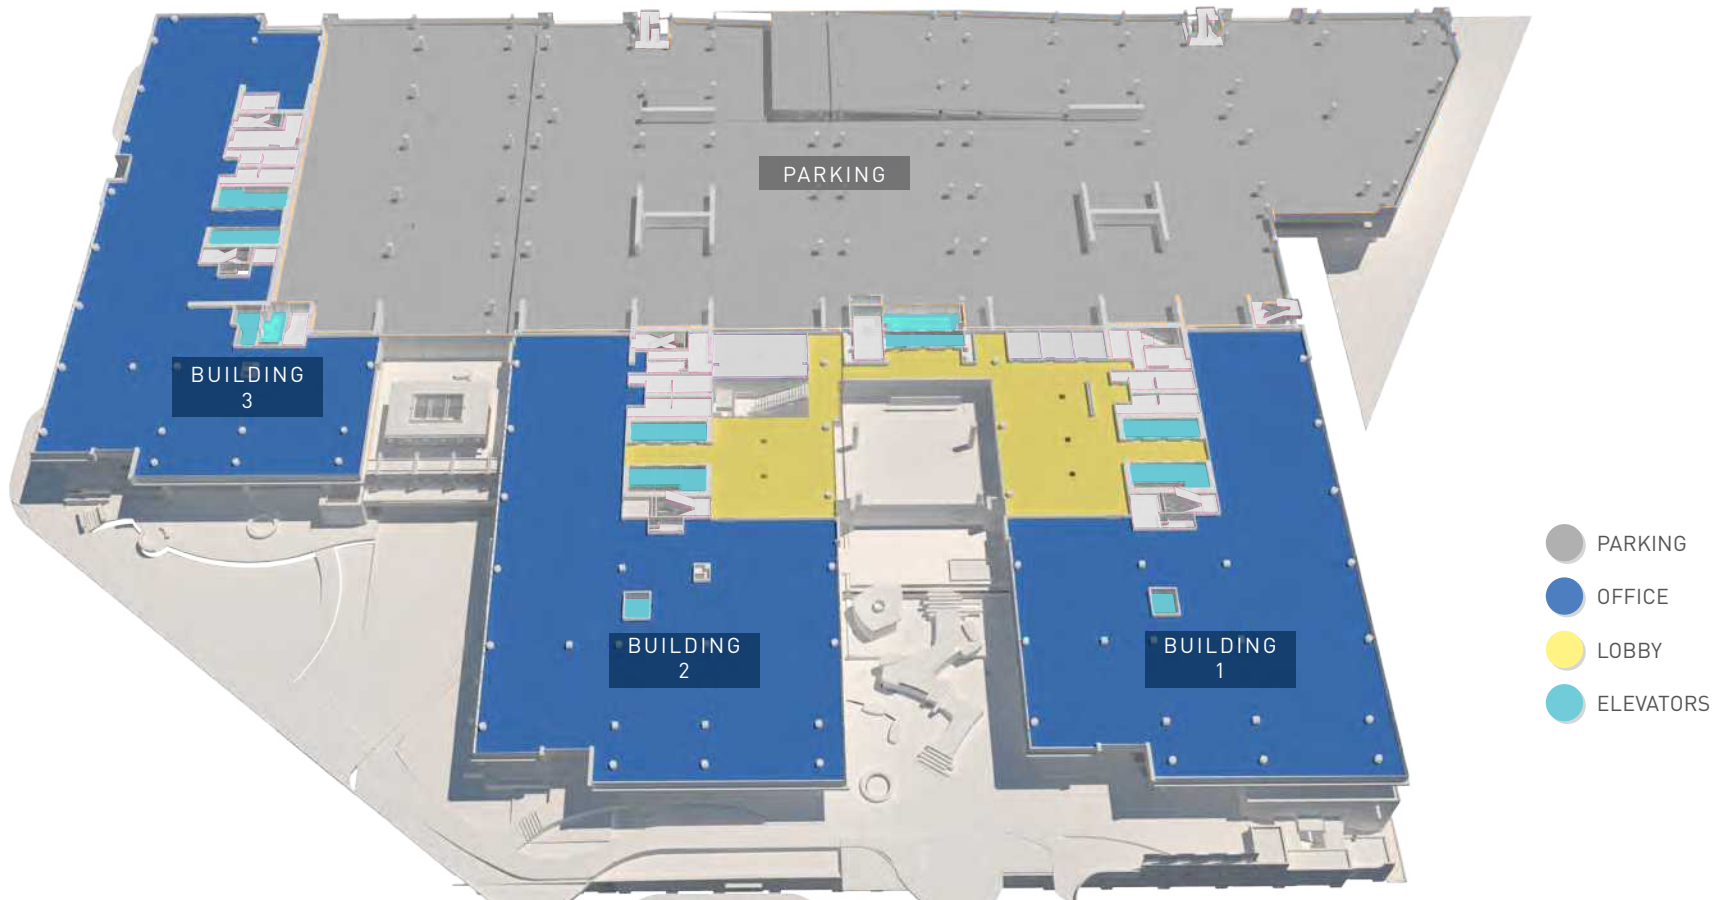 PARKING
BUILDING
3
BUILDING
2
BUILDING
1
PARKING
OFFICE
LOBBY
ELEVATORS